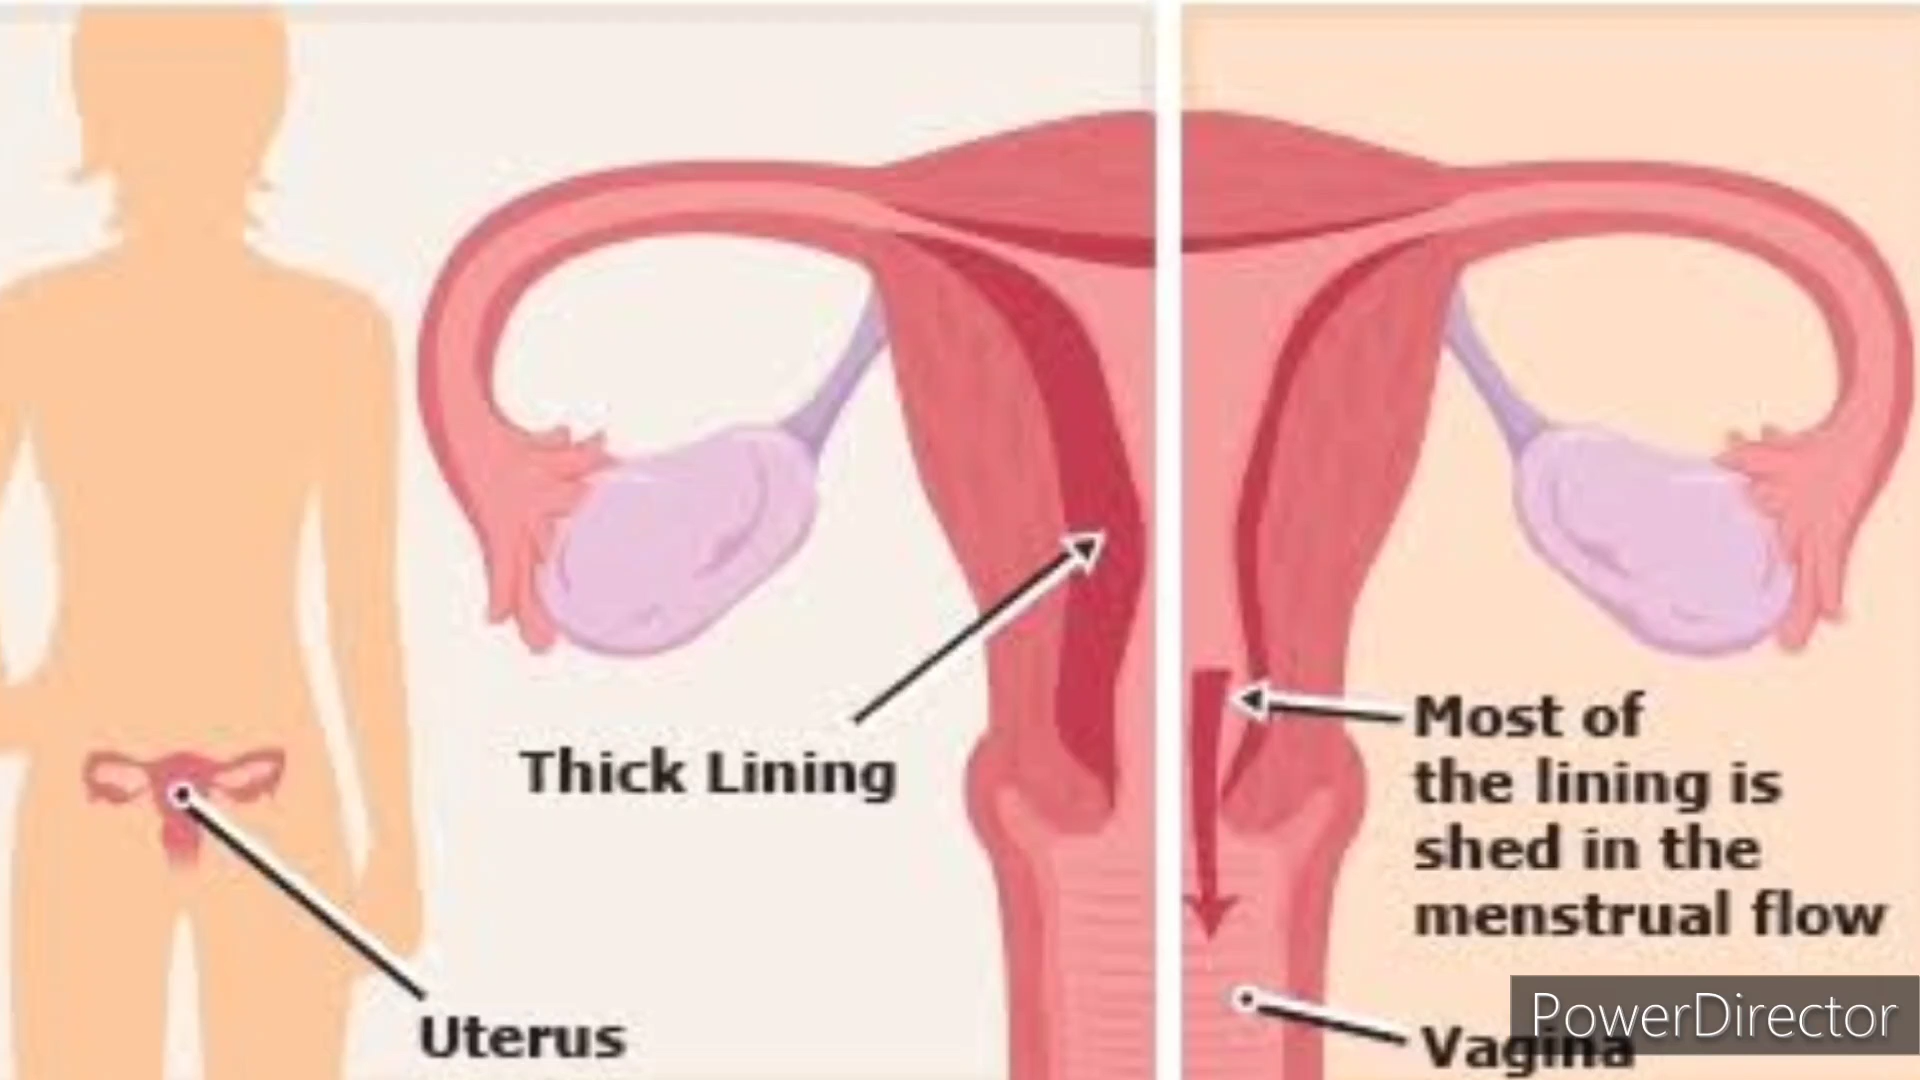 Thick Lining
Uterus
Most of
the lining is
shed in the
menstrual flow
Vagina
PowerDirector